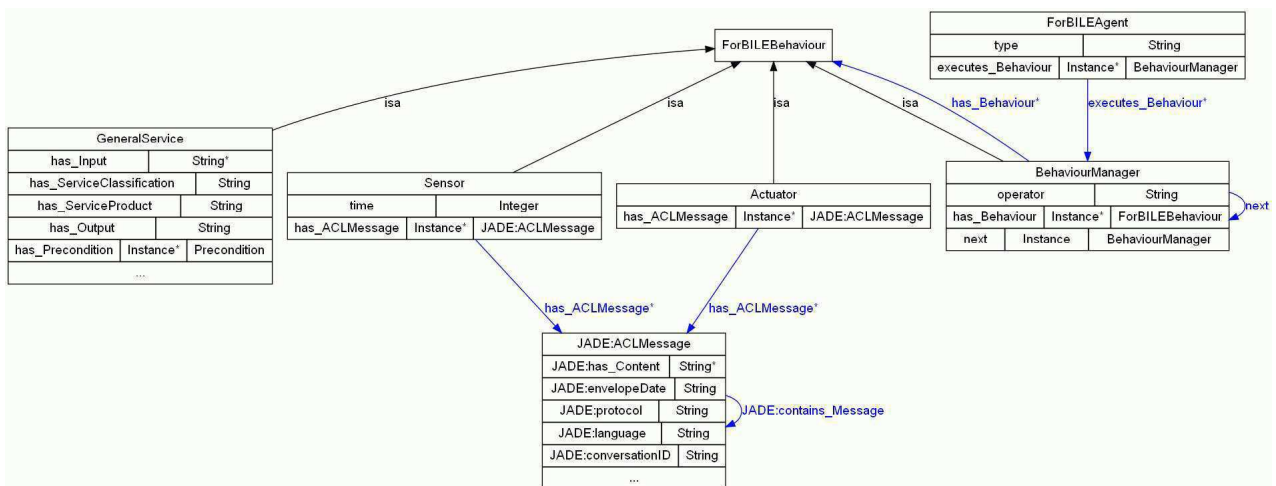 ForBILEAgent
type String
executes_Behaviour Instance* BehaviourManager
ForBILEBehaviour
isa
isa
isa
isa
has_Behaviour*
executes_Behaviour*
GeneralService
has_Input String*
has_ServiceClassification String
has_ServiceProduct String
has_Output String
has_Precondition Instance* Precondition
...
Sensor
time Integer
has_ACLMessage Instance* JADE:ACLMessage
Actuator
has_ACLMessage Instance* JADE:ACLMessage
BehaviourManager
operator String
has_Behaviour Instance* ForBILEBehaviour
next Instance BehaviourManager
next
has_ACLMessage*
has_ACLMessage*
JADE:ACLMessage
JADE:has_Content String*
JADE:envelopeDate String
JADE:protocol String
JADE:language String
JADE:conversationID String
...
JADE:contains_Message